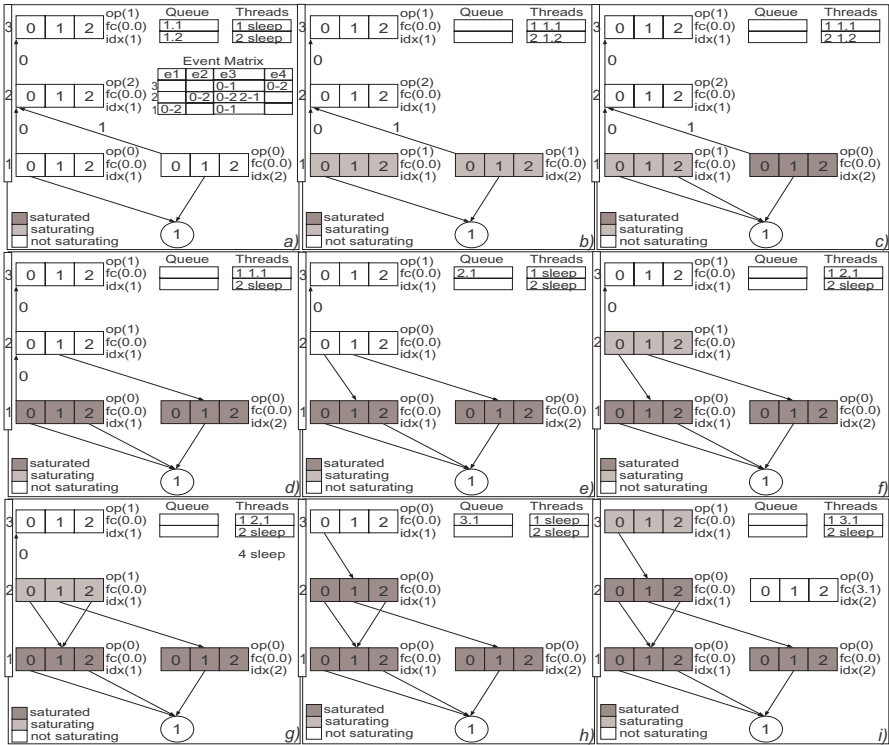 3 0 1 2 op(1) fc(0.0) idx(1)
Queue Threads
1.1 1 sleep
1.2 2 sleep
0
Event Matrix
e1 e2 e3 e4
3 0-1 0-2
2 0-2 0-2 2-1
1 0-2 0-1
2 0 1 2 op(2) fc(0.0) idx(1)
0 1
1 0 1 2 op(0) fc(0.0) idx(1) 0 1 2 op(0) fc(0.0) idx(2)
saturated
saturating
not saturating
1
a)
3 0 1 2 op(1) fc(0.0) idx(1)
Queue Threads
1 1.1
2 1.2
0
2 0 1 2 op(2) fc(0.0) idx(1)
0 1
1 0 1 2 op(1) fc(0.0) idx(1) 0 1 2 op(1) fc(0.0) idx(2)
saturated
saturating
not saturating
1
b)
3 0 1 2 op(1) fc(0.0) idx(1)
Queue Threads
1 1.1
2 1.2
0
2 0 1 2 op(2) fc(0.0) idx(1)
0 1
1 0 1 2 op(1) fc(0.0) idx(1) 0 1 2 op(0) fc(0.0) idx(2)
saturated
saturating
not saturating
1
c)
3 0 1 2 op(1) fc(0.0) idx(1)
Queue Threads
1 1.1
2 sleep
0
2 0 1 2 op(1) fc(0.0) idx(1)
0
1 0 1 2 op(0) fc(0.0) idx(1) 0 1 2 op(0) fc(0.0) idx(2)
saturated
saturating
not saturating
1
d)
3 0 1 2 op(1) fc(0.0) idx(1)
Queue Threads
2.1 1 sleep
2 sleep
0
2 0 1 2 op(0) fc(0.0) idx(1)
1 0 1 2 op(0) fc(0.0) idx(1) 0 1 2 op(0) fc(0.0) idx(2)
saturated
saturating
not saturating
1
e)
3 0 1 2 op(1) fc(0.0) idx(1)
Queue Threads
1 2,1
2 sleep
0
2 0 1 2 op(1) fc(0.0) idx(1)
1 0 1 2 op(0) fc(0.0) idx(1) 0 1 2 op(0) fc(0.0) idx(2)
saturated
saturating
not saturating
1
f)
3 0 1 2 op(1) fc(0.0) idx(1)
Queue Threads
1 2,1
2 sleep
0 4 sleep
2 0 1 2 op(1) fc(0.0) idx(1)
1 0 1 2 op(0) fc(0.0) idx(1) 0 1 2 op(0) fc(0.0) idx(2)
saturated
saturating
not saturating
1
g)
3 0 1 2 op(0) fc(0.0) idx(1)
Queue Threads
3.1 1 sleep
2 sleep
2 0 1 2 op(0) fc(0.0) idx(1)
1 0 1 2 op(0) fc(0.0) idx(1) 0 1 2 op(0) fc(0.0) idx(2)
saturated
saturating
not saturating
1
h)
3 0 1 2 op(0) fc(0.0) idx(1)
Queue Threads
1 3.1
2 sleep
2 0 1 2 op(0) fc(0.0) idx(1) 0 1 2 op(0) fc(3.1) idx(2)
1 0 1 2 op(0) fc(0.0) idx(1) 0 1 2 op(0) fc(0.0) idx(2)
saturated
saturating
not saturating
1
i)